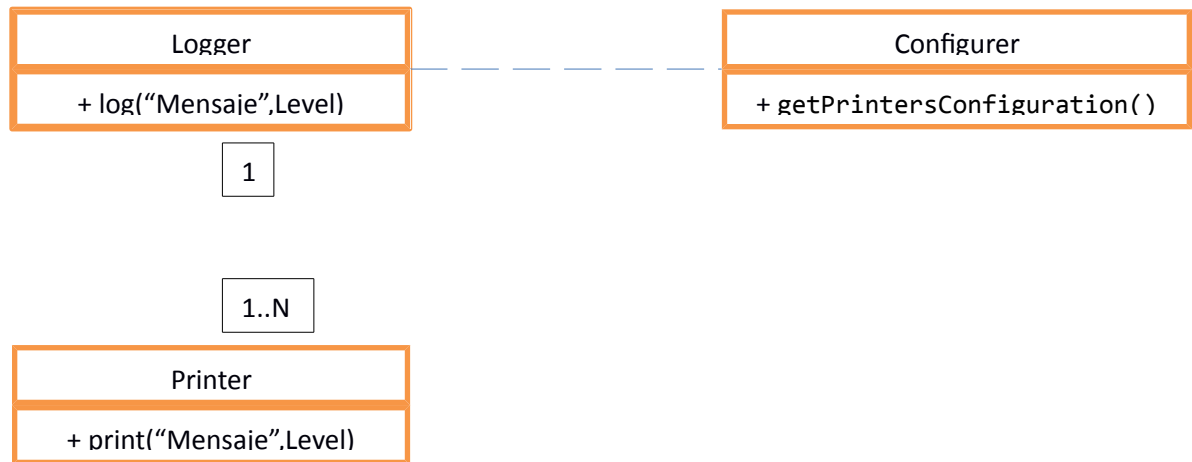 Logger
Configurer
+ log(“Mensaje”,Level)
+ getPrintersConfiguration()
1
1..N
Printer
+ print(“Mensaje”,Level)